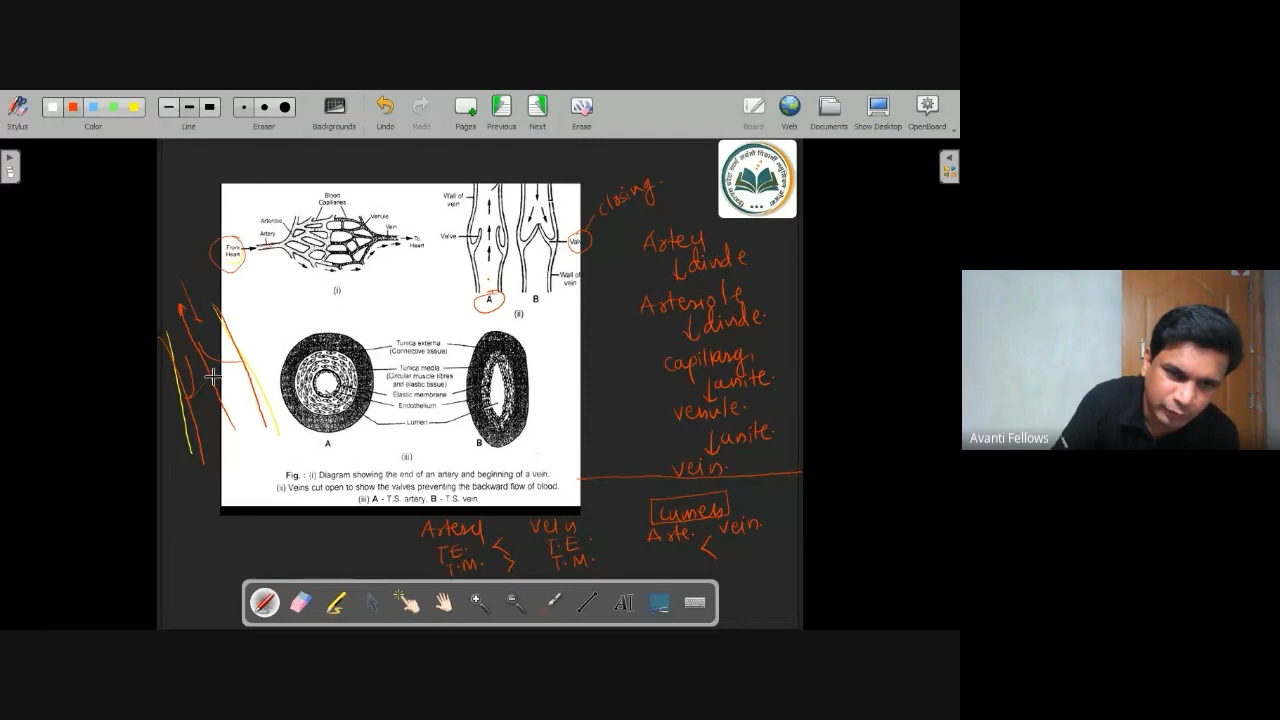 Stylus
Color
Line
Eraser
Backgrounds
Undo
Redo
Pages
Previous
Next
Erase
Board
Web
Documents
Show Desktop
OpenBoard
Blood
Capillaries
Arteriole
Artery
Venule
Vein
From
Heart
To
Heart
(i)
Wall of
vein
Valve
Valv
Wall of
vein
A
B
(ii)
closing.
Tunica externa
(Connective tissue)
Tunica media
(Circular muscle fibres
and elastic tissue)
Elastic membrane
Endothelium
Lumen
A
B
(iii)
Fig. : (i) Diagram showing the end of an artery and beginning of a vein.
(ii) Veins cut open to show the valves preventing the backward flow of blood.
(iii) A - T.S. artery, B - T.S. vein
Artery
↓ divide
Arteriole
↓ divide.
capillary,
↓ unite.
venule.
↓ unite.
vein.
Lumen
Arte. < vein.
Artery Vein
T.E. < T.E.
T.M. > T.M.
AI
Avanti Fellows